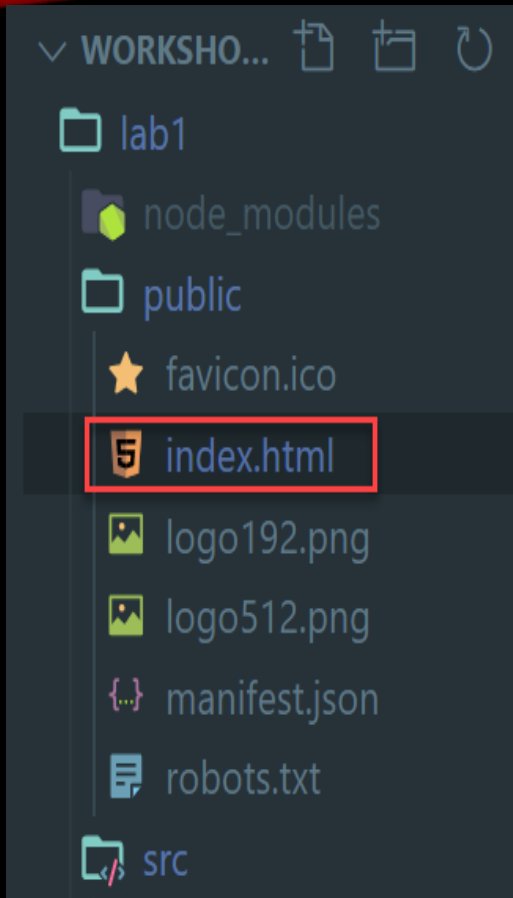 WORKSHO...
lab1
node_modules
public
favicon.ico
index.html
logo192.png
logo512.png
manifest.json
robots.txt
src